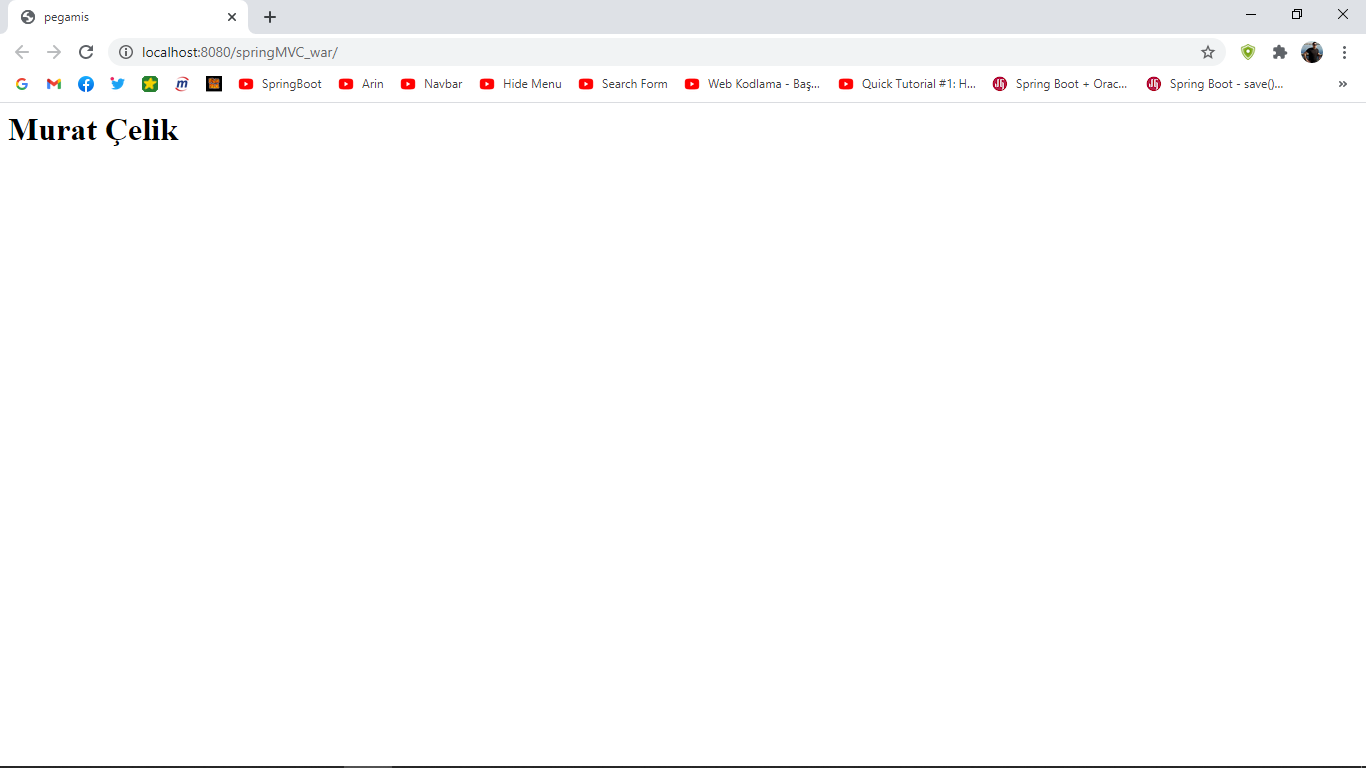 pegamis
localhost:8080/springMVC_war/
SpringBoot Arin Navbar Hide Menu Search Form Web Kodlama - Baş... Quick Tutorial #1: H... Spring Boot + Orac... Spring Boot - save()... »
Murat Çelik